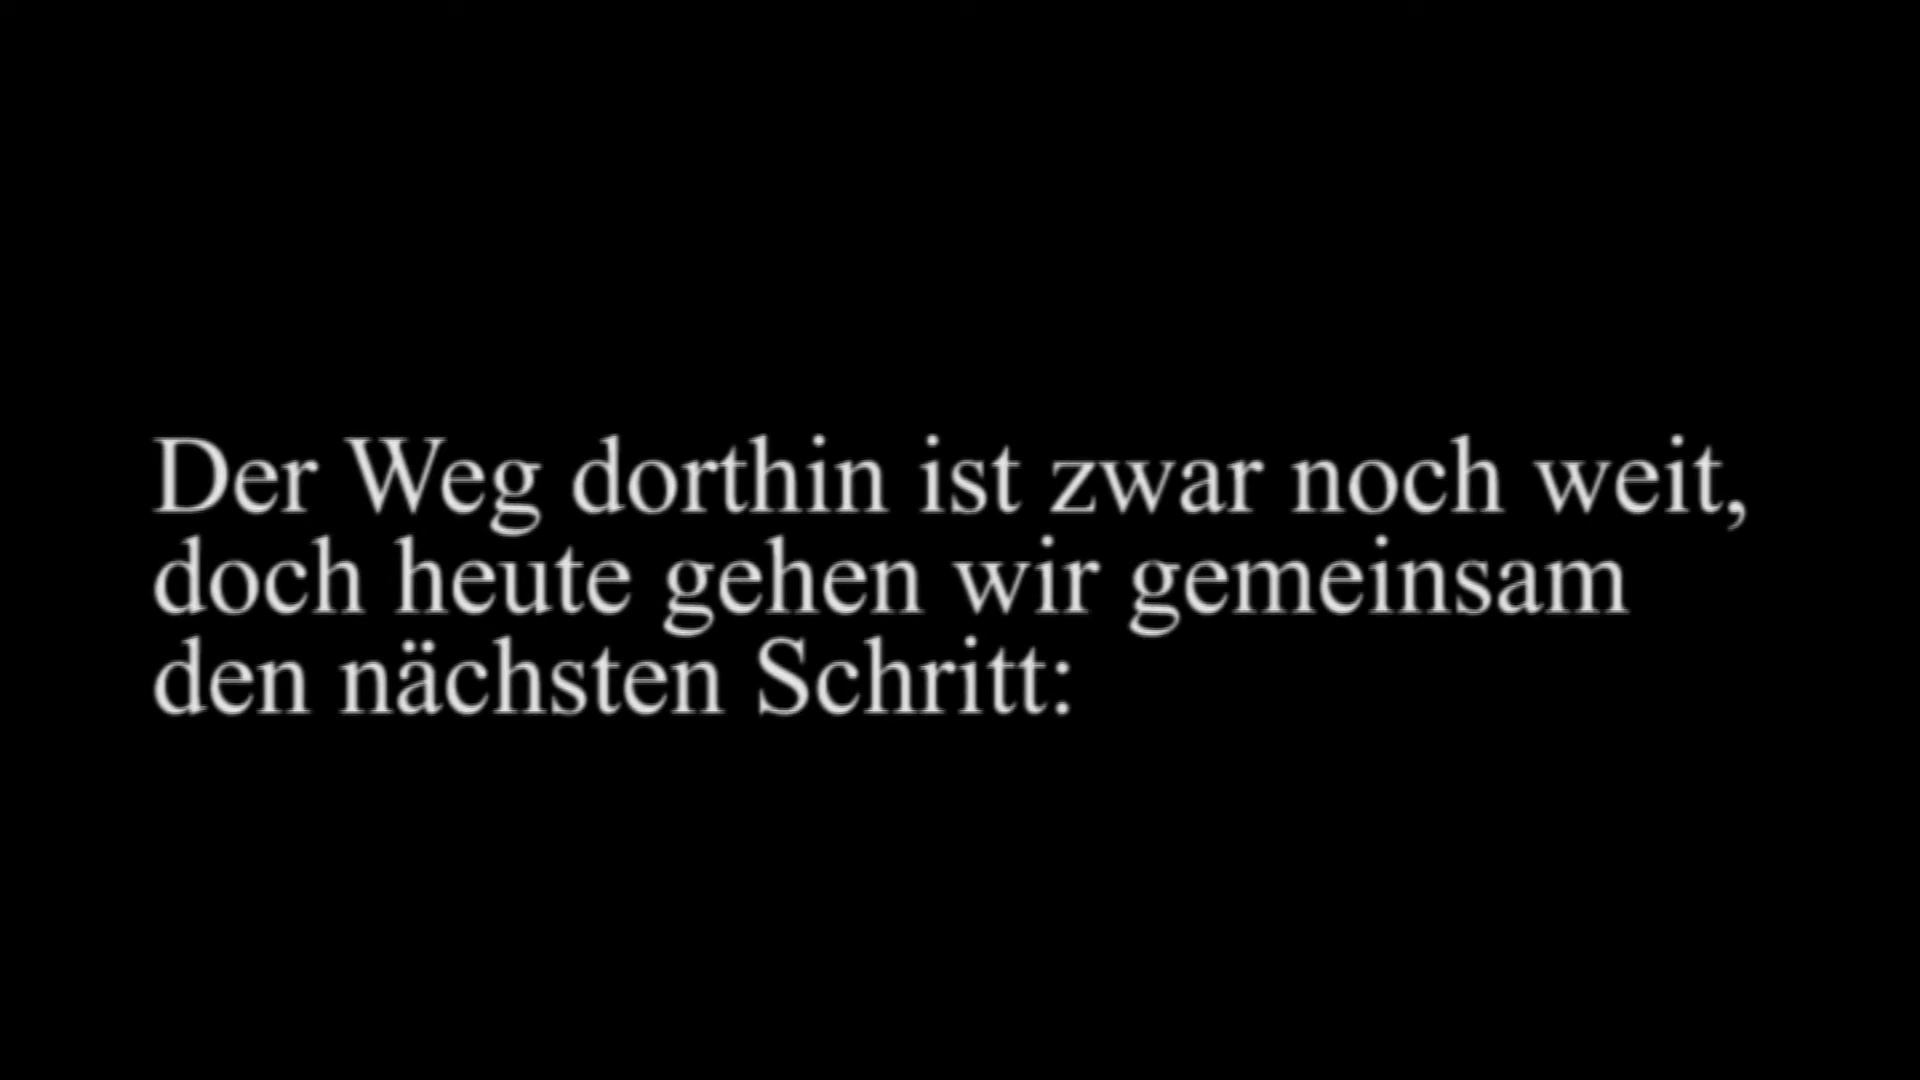 Der Weg dorthin ist zwar noch weit,
doch heute gehen wir gemeinsam
den nächsten Schritt: